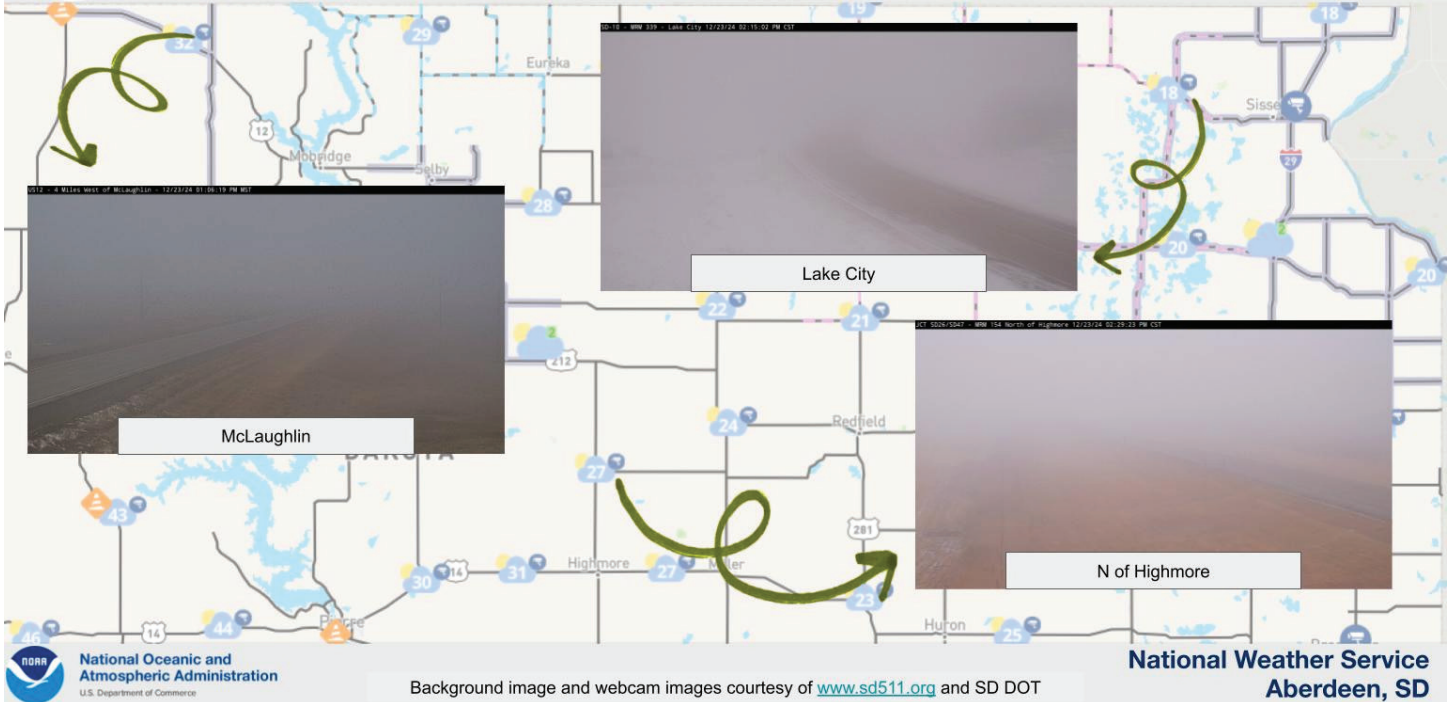 32
29
19
18
Eureka
12
Mobridge
Selby
SD-10 - MRM 339 - Lake City 12/23/24 02:15:02 PM CST
18
Sisse
29
US12 - 4 Miles West of McLaughlin - 12/23/24 01:06:19 PM MST
28
Lake City
20
2
20
22
21
2
212
JCT SD26/SD47 - MRM 154 North of Highmore 12/23/24 02:29:23 PM CST
McLaughlin
DAKOTA
24
Redfield
27
43
281
30
14
31
Highmore
27
Miller
23
N of Highmore
46
14
44
Pierre
Huron
25
NOAA
National Oceanic and
Atmospheric Administration
U.S. Department of Commerce
Background image and webcam images courtesy of www.sd511.org and SD DOT
National Weather Service
Aberdeen, SD